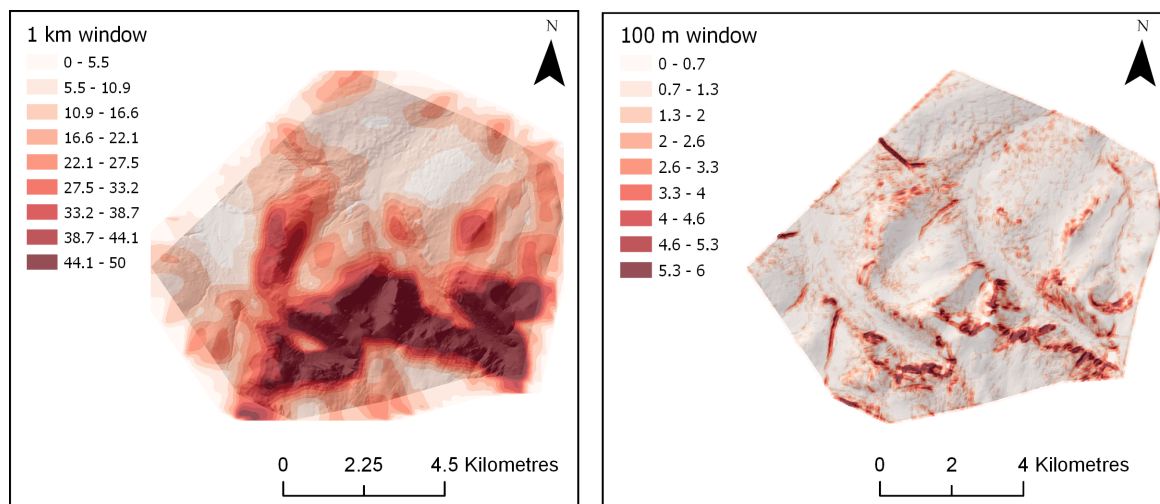 1 km window
N
0 - 5.5
5.5 - 10.9
10.9 - 16.6
16.6 - 22.1
22.1 - 27.5
27.5 - 33.2
33.2 - 38.7
38.7 - 44.1
44.1 - 50
0 2.25 4.5 Kilometres
100 m window
N
0 - 0.7
0.7 - 1.3
1.3 - 2
2 - 2.6
2.6 - 3.3
3.3 - 4
4 - 4.6
4.6 - 5.3
5.3 - 6
0 2 4 Kilometres